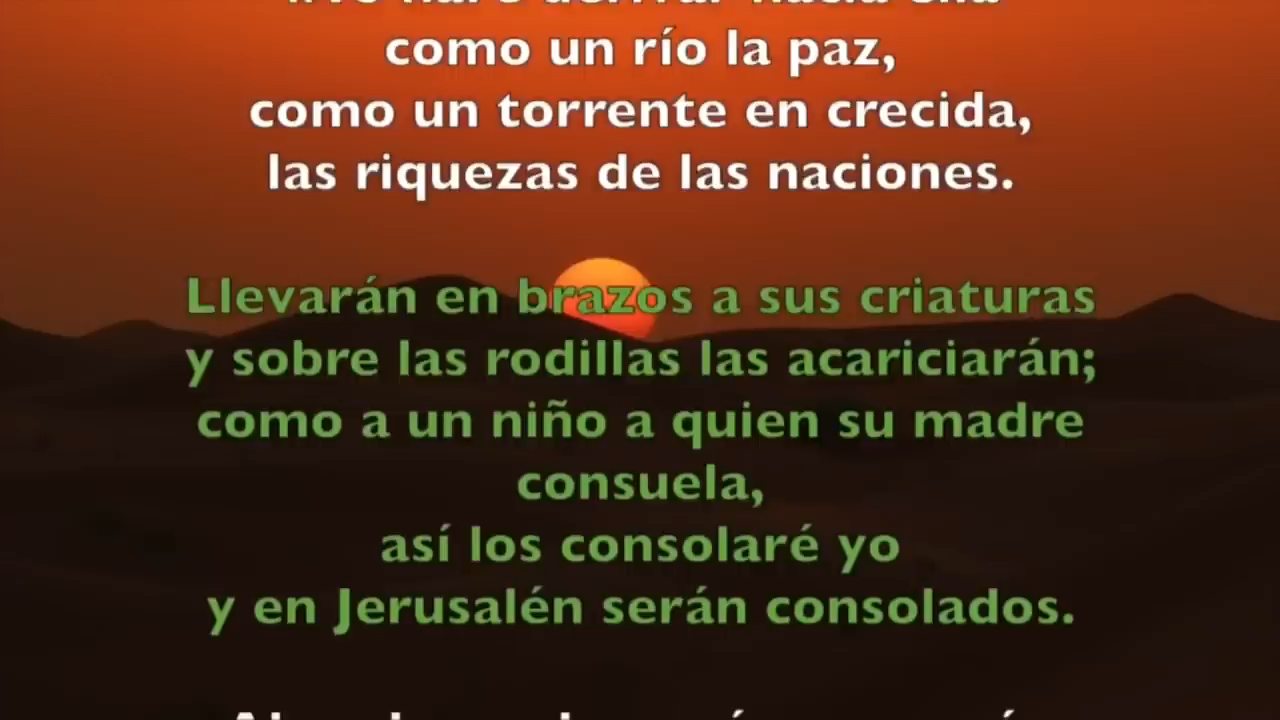 como un río la paz,
como un torrente en crecida,
las riquezas de las naciones.
Llevarán en brazos a sus criaturas
y sobre las rodillas las acariciarán;
como a un niño a quien su madre
consuela,
así los consolaré yo
y en Jerusalén serán consolados.